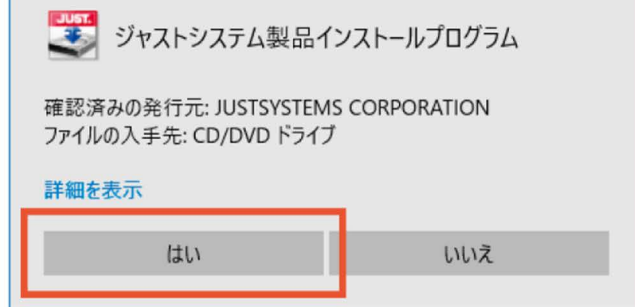 JUST.
ジャストシステム製品インストールプログラム
確認済みの発行元: JUSTSYSTEMS CORPORATION
ファイルの入手先: CD/DVD ドライブ
詳細を表示
はい
いいえ